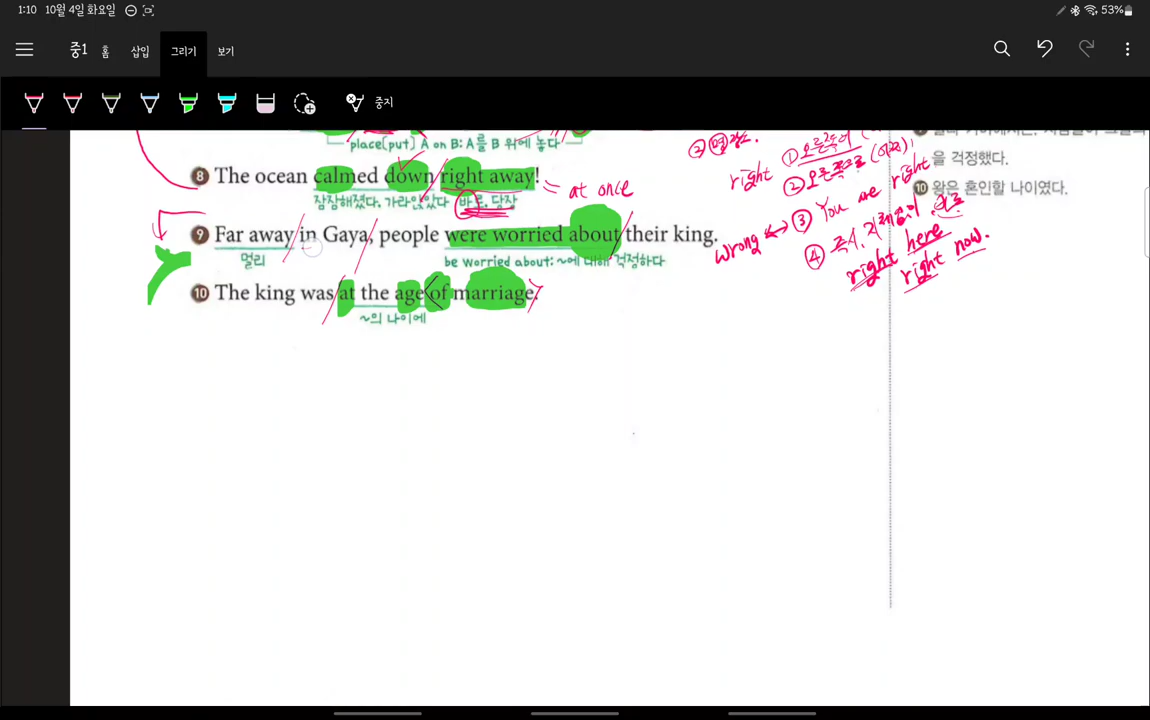 1:10 10월 4일 화요일 53%
중1 홈 삽입 그리기 보기
중지
place[put] A on B: A를 B 위에 놓다
을 걱정했다.
⑩ 왕은 혼인할 나이였다.
⑧ The ocean calmed down right away!
= at once
잠잠해졌다. 가라앉았다 바로, 당장
⑨ Far away in Gaya, people were worried about their king.
멀리 be worried about: ~에 대해 걱정하다
⑩ The king was at the age of marriage.
~의 나이에
right ① 오른쪽에
② 오른쪽으로
wrong ↔ ③ You are right
④ 즉시, 지체없이, 바로
right here
right now.